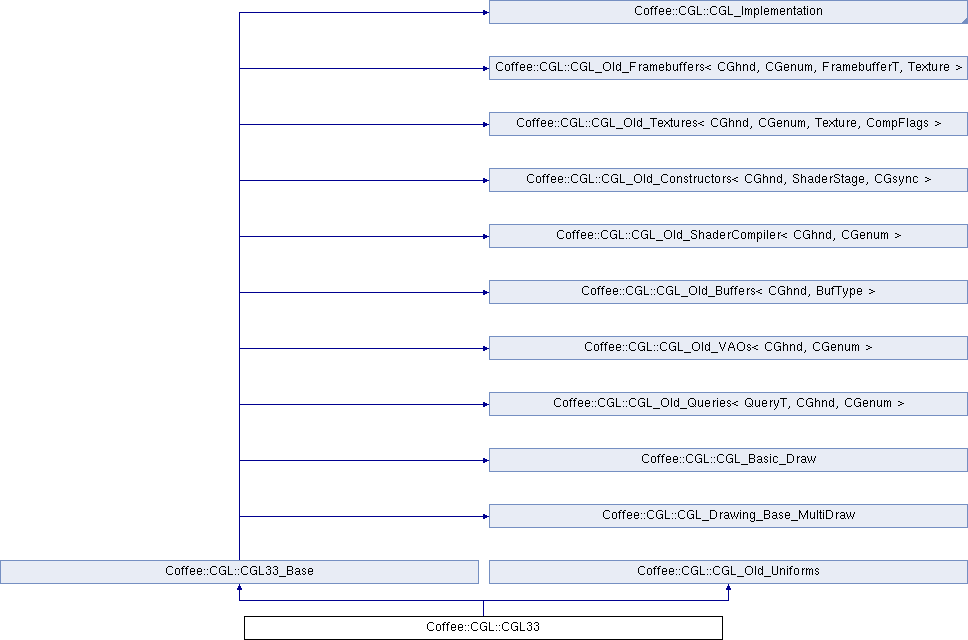 Coffee::CGL::CGL_Implementation
Coffee::CGL::CGL_Old_Framebuffers< CGhnd, CGenum, FramebufferT, Texture >
Coffee::CGL::CGL_Old_Textures< CGhnd, CGenum, Texture, CompFlags >
Coffee::CGL::CGL_Old_Constructors< CGhnd, ShaderStage, CGsync >
Coffee::CGL::CGL_Old_ShaderCompiler< CGhnd, CGenum >
Coffee::CGL::CGL_Old_Buffers< CGhnd, BufType >
Coffee::CGL::CGL_Old_VAOs< CGhnd, CGenum >
Coffee::CGL::CGL_Old_Queries< QueryT, CGhnd, CGenum >
Coffee::CGL::CGL_Basic_Draw
Coffee::CGL::CGL_Drawing_Base_MultiDraw
Coffee::CGL::CGL33_Base
Coffee::CGL::CGL_Old_Uniforms
Coffee::CGL::CGL33